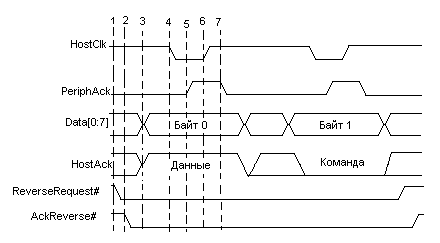 1 2 3 4 5 6 7
HostClk
PeriphAck
Data[0:7] Байт 0 Байт 1
HostAck Данные Команда
ReverseRequest#
AckReverse#